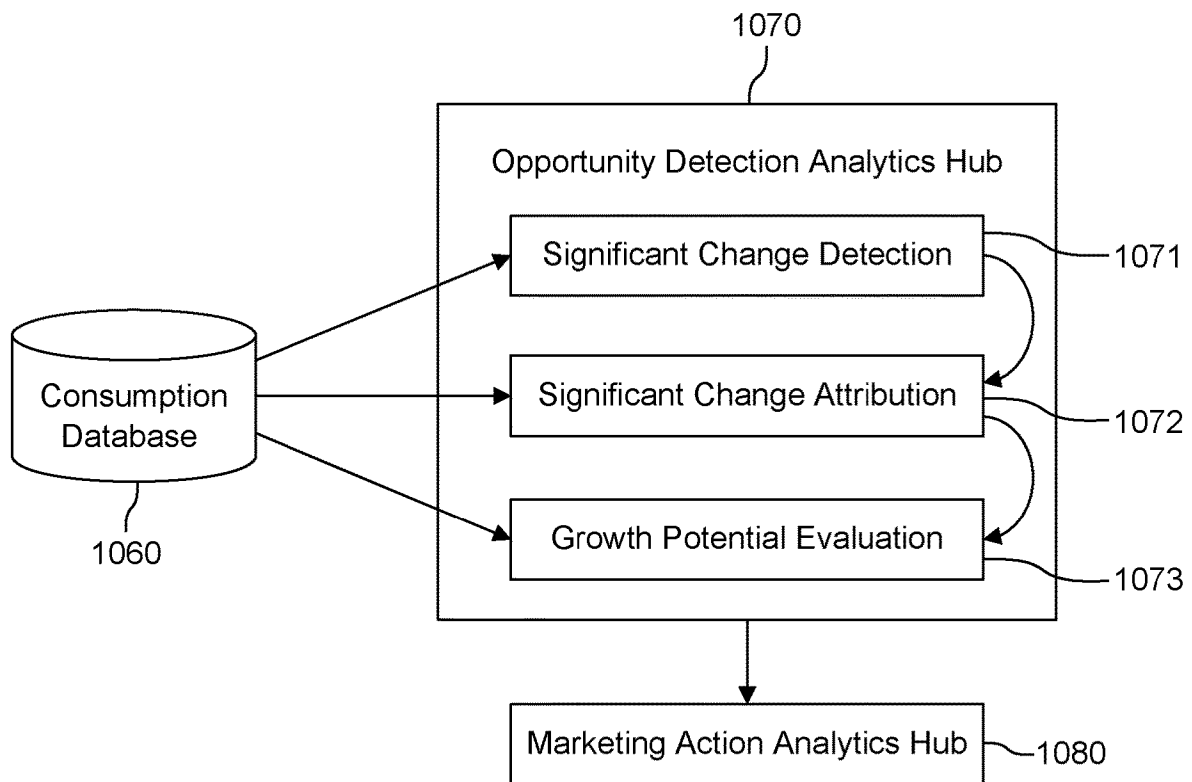 1070
Opportunity Detection Analytics Hub
Significant Change Detection
1071
Consumption
Database
Significant Change Attribution
1072
1060
Growth Potential Evaluation
1073
Marketing Action Analytics Hub
1080